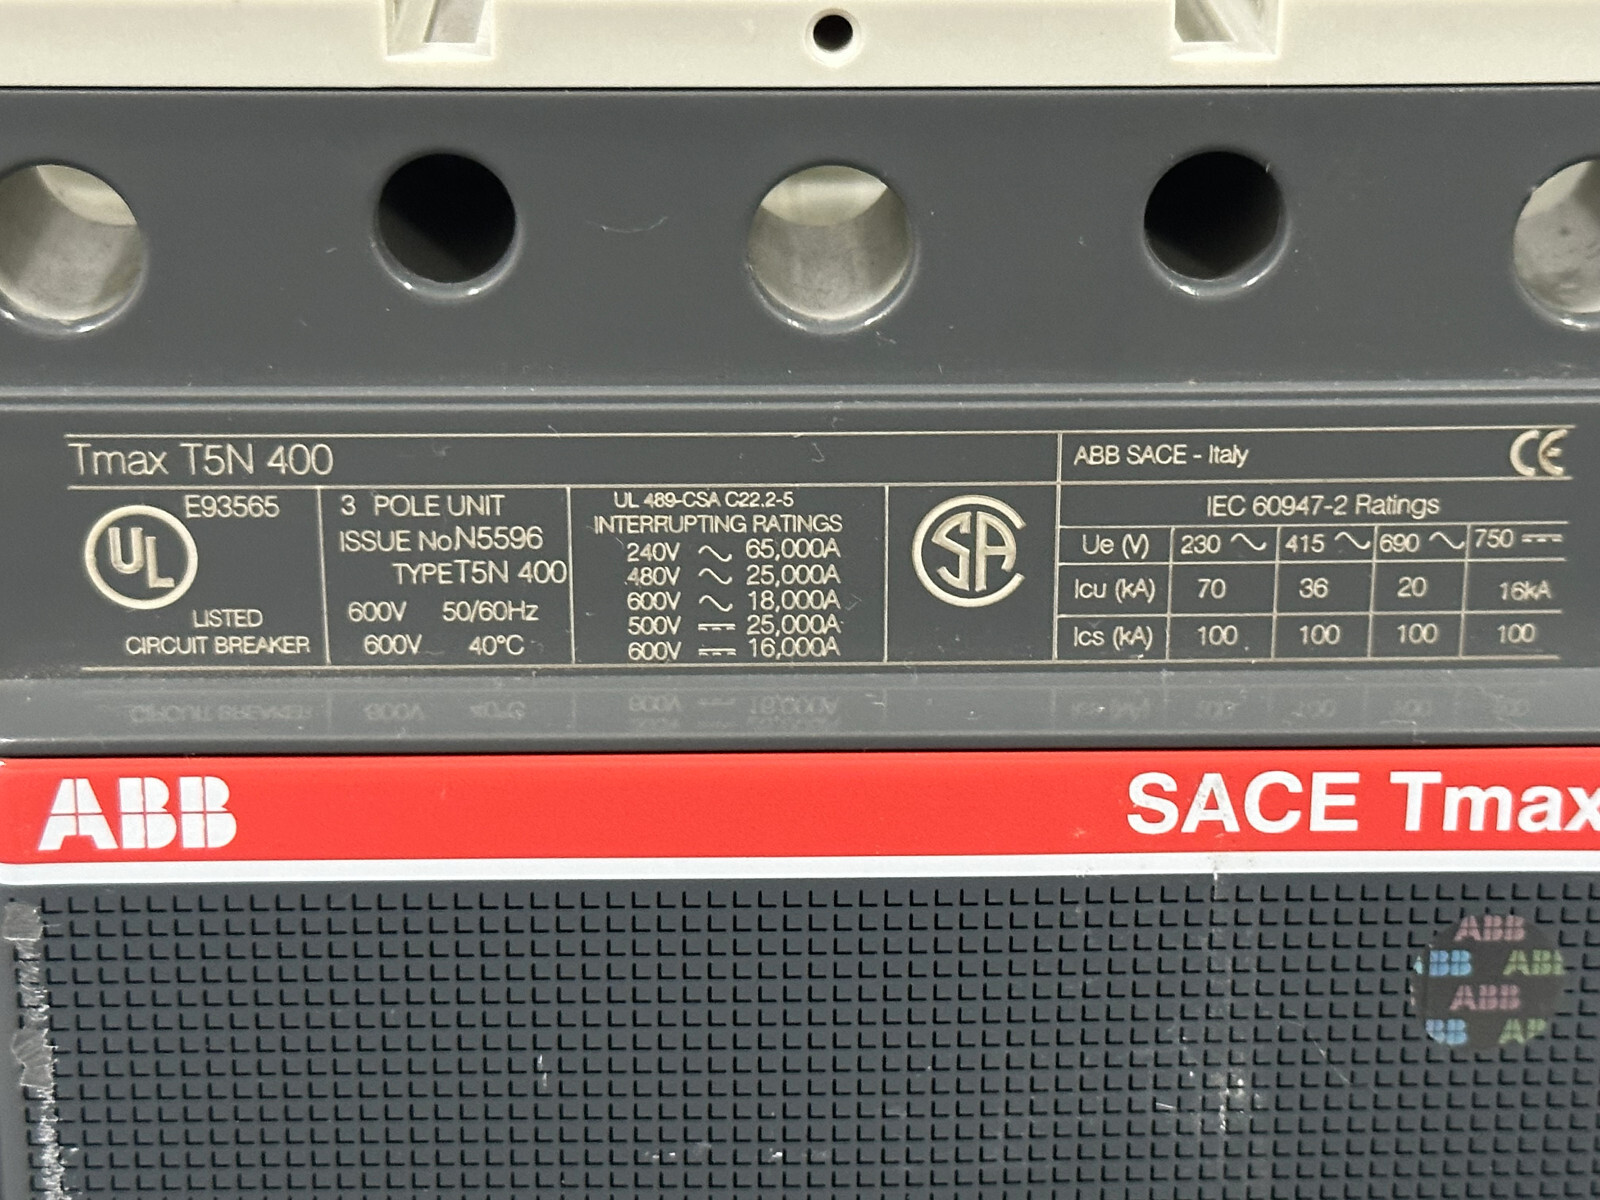 Tmax T5N 400
ABB SACE - Italy
CE
E93565
UL
LISTED
CIRCUIT BREAKER
3 POLE UNIT
ISSUE No.N5596
TYPE T5N 400
600V 50/60Hz
600V 40°C
UL 489-CSA C22.2-5
INTERRUPTING RATINGS
240V ~ 65,000A
480V ~ 25,000A
600V ~ 18,000A
500V ⎓ 25,000A
600V ⎓ 16,000A
SA
IEC 60947-2 Ratings
Ue (V) 230 ~ 415 ~ 690 ~ 750 ⎓
Icu (kA) 70 36 20 16kA
Ics (kA) 100 100 100 100
ABB SACE Tmax
ABB
ABB
ABB